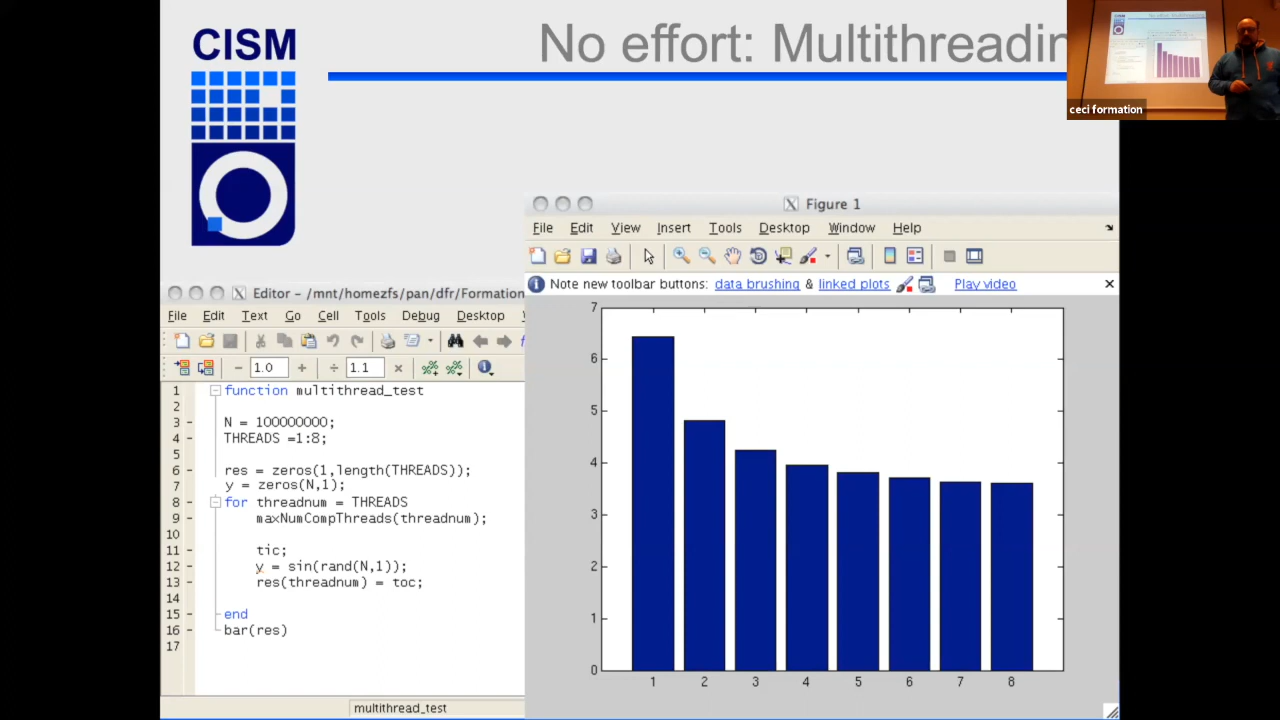 CISM
No effort: Multithreadin
ceci formation
Figure 1
File Edit View Insert Tools Desktop Window Help
Note new toolbar buttons: data brushing & linked plots Play video
Editor - /mnt/homezfs/pan/dfr/Formation
File Edit Text Go Cell Tools Debug Desktop
1.0 1.1
1 function multithread_test
2
3 N = 100000000;
4 THREADS =1:8;
5
6 res = zeros(1,length(THREADS));
7 y = zeros(N,1);
8 for threadnum = THREADS
9 maxNumCompThreads(threadnum);
10
11 tic;
12 y = sin(rand(N,1));
13 res(threadnum) = toc;
14
15 end
16 bar(res)
17
multithread_test
7
6
5
4
3
2
1
0
1 2 3 4 5 6 7 8